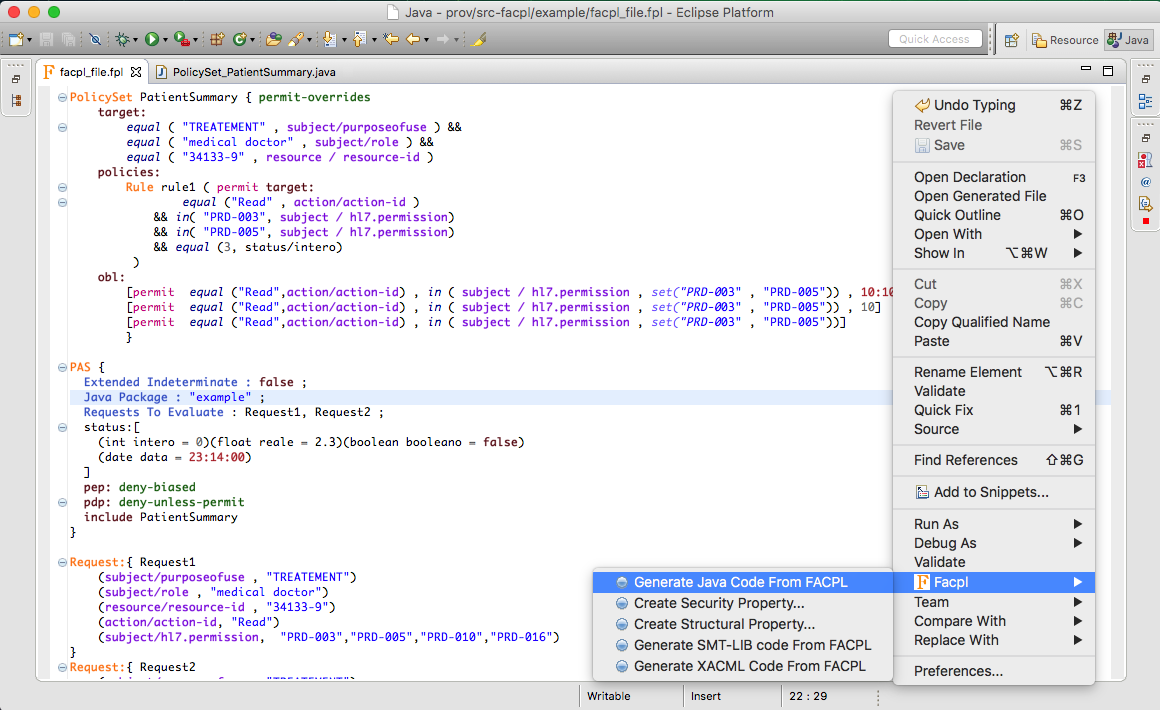 Java - prov/src-facpl/example/facpl_file.fpl - Eclipse Platform
Quick Access
Resource
Java
facpl_file.fpl
PolicySet_PatientSummary.java
PolicySet PatientSummary { permit-overrides
target:
equal ( "TREATEMENT" , subject/purposeofuse ) &&
equal ( "medical doctor" , subject/role ) &&
equal ( "34133-9" , resource / resource-id )
policies:
Rule rule1 ( permit target:
equal ("Read" , action/action-id )
&& in( "PRD-003", subject / hl7.permission)
&& in( "PRD-005", subject / hl7.permission)
&& equal (3, status/intero)
)
obl:
[permit  equal ("Read",action/action-id) , in ( subject / hl7.permission , set("PRD-003" , "PRD-005")) , 10:10
[permit  equal ("Read",action/action-id) , in ( subject / hl7.permission , set("PRD-003" , "PRD-005")) , 10]
[permit  equal ("Read",action/action-id) , in ( subject / hl7.permission , set("PRD-003" , "PRD-005"))]
}
PAS {
Extended Indeterminate : false ;
Java Package : "example" ;
Requests To Evaluate : Request1, Request2 ;
status:[
(int intero = 0)(float reale = 2.3)(boolean booleano = false)
(date data = 23:14:00)
]
pep: deny-biased
pdp: deny-unless-permit
include PatientSummary
}
Request:{ Request1
(subject/purposeofuse , "TREATEMENT")
(subject/role , "medical doctor")
(resource/resource-id , "34133-9")
(action/action-id, "Read")
(subject/hl7.permission,  "PRD-003","PRD-005","PRD-010","PRD-016")
}
Request:{ Request2
Undo Typing ⌘Z
Revert File
Save ⌘S
Open Declaration F3
Open Generated File
Quick Outline ⌘O
Open With
Show In ⌥⌘W
Cut ⌘X
Copy ⌘C
Copy Qualified Name
Paste ⌘V
Rename Element ⌥⌘R
Validate
Quick Fix ⌘1
Source
Find References ⇧⌘G
Add to Snippets...
Run As
Debug As
Validate
Facpl
Team
Compare With
Replace With
Preferences...
Generate Java Code From FACPL
Create Security Property...
Create Structural Property...
Generate SMT-LIB code From FACPL
Generate XACML Code From FACPL
Writable
Insert
22 : 29